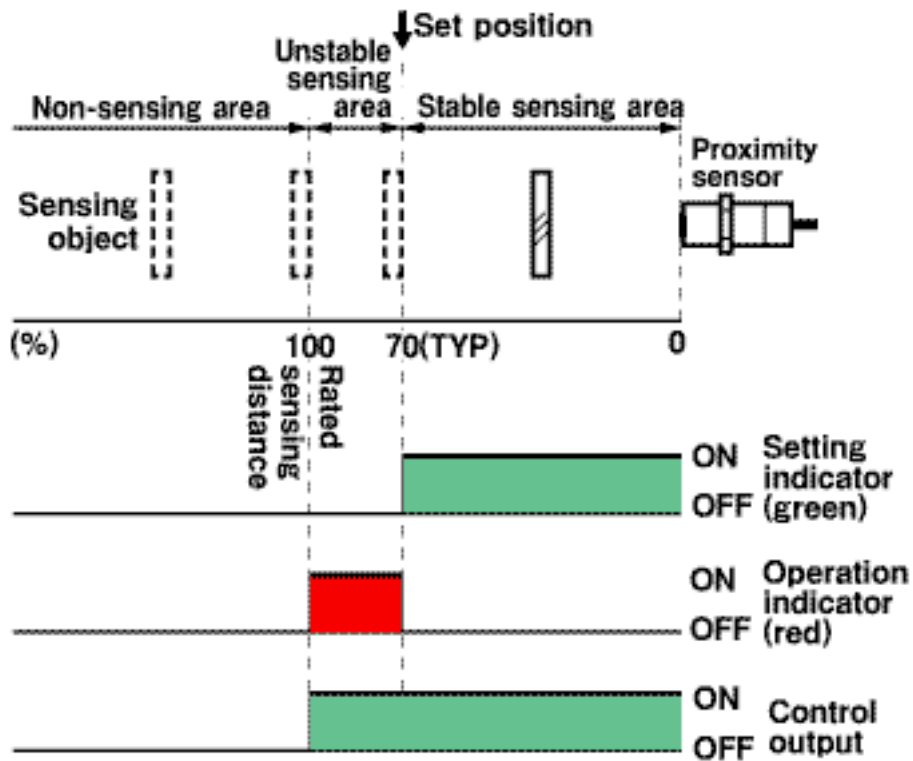 Set position
Unstable
sensing
area
Non-sensing area
Stable sensing area
Proximity
sensor
Sensing
object
(%)
100
70(TYP)
0
Rated
sensing
distance
ON
OFF
Setting
indicator
(green)
ON
OFF
Operation
indicator
(red)
ON
OFF
Control
output